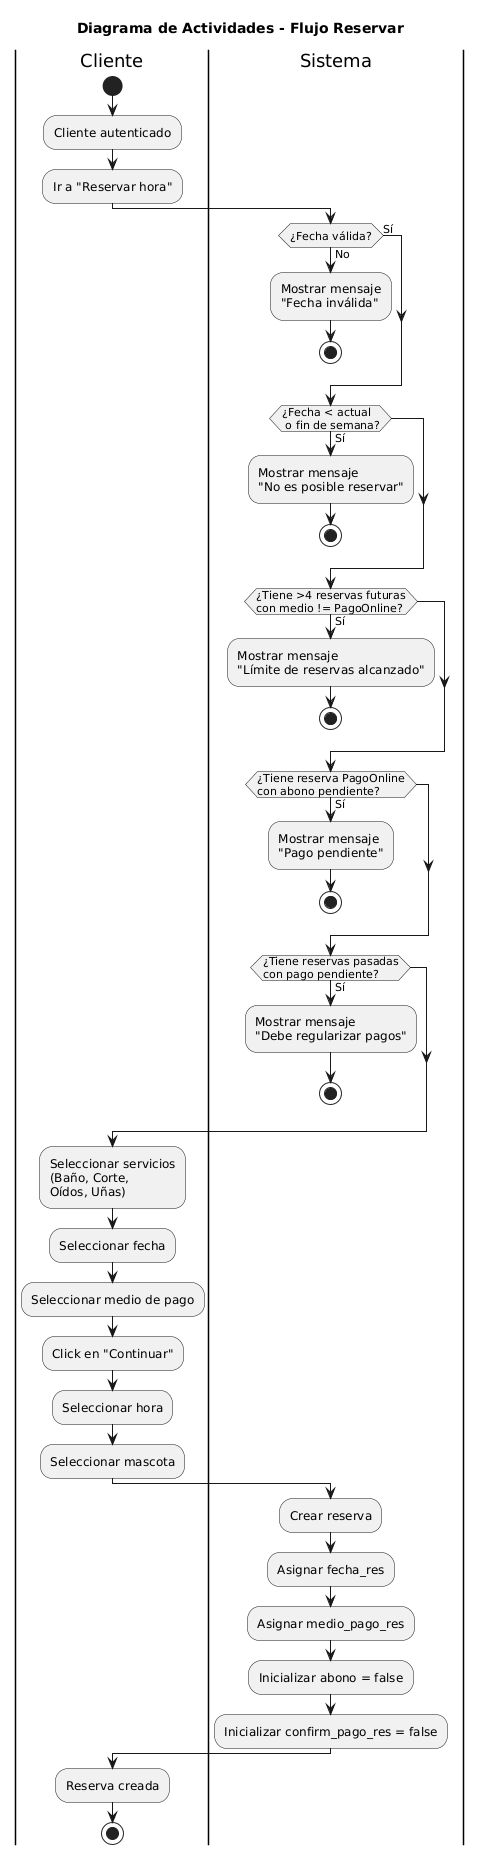 Diagrama de Actividades - Flujo Reservar
Cliente
Sistema
Cliente autenticado
Ir a "Reservar hora"
¿Fecha válida?
Sí
No
Mostrar mensaje
"Fecha inválida"
¿Fecha < actual
o fin de semana?
Sí
Mostrar mensaje
"No es posible reservar"
¿Tiene >4 reservas futuras
con medio != PagoOnline?
Sí
Mostrar mensaje
"Límite de reservas alcanzado"
¿Tiene reserva PagoOnline
con abono pendiente?
Sí
Mostrar mensaje
"Pago pendiente"
¿Tiene reservas pasadas
con pago pendiente?
Sí
Mostrar mensaje
"Debe regularizar pagos"
Seleccionar servicios
(Baño, Corte,
Oídos, Uñas)
Seleccionar fecha
Seleccionar medio de pago
Click en "Continuar"
Seleccionar hora
Seleccionar mascota
Crear reserva
Asignar fecha_res
Asignar medio_pago_res
Inicializar abono = false
Inicializar confirm_pago_res = false
Reserva creada